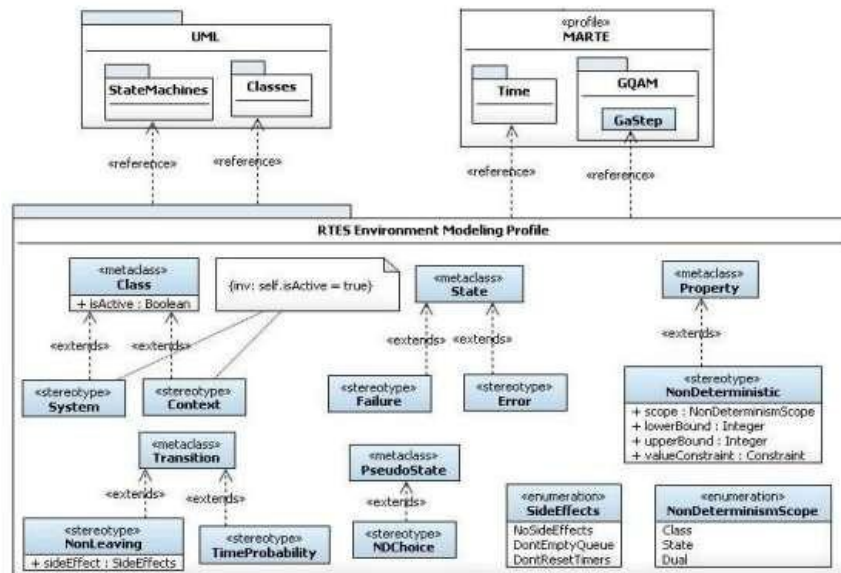 UML
StateMachines
Classes
«profile»
MARTE
Time
GQAM
GaStep
«reference»
«reference»
«reference»
«reference»
RTES Environment Modeling Profile
«metaclass»
Class
+ isActive : Boolean
{inv: self.isActive = true}
«metaclass»
State
«metaclass»
Property
«extends»
«extends»
«extends»
«extends»
«extends»
«stereotype»
System
«stereotype»
Context
«stereotype»
Failure
«stereotype»
Error
«stereotype»
NonDeterministic
+ scope : NonDeterminismScope
+ lowerBound : Integer
+ upperBound : Integer
+ valueConstraint : Constraint
«metaclass»
Transition
«metaclass»
PseudoState
«extends»
«extends»
«extends»
«stereotype»
NonLeaving
+ sideEffect : SideEffects
«stereotype»
TimeProbability
«stereotype»
NDChoice
«enumeration»
SideEffects
NoSideEffects
DontEmptyQueue
DontResetTimers
«enumeration»
NonDeterminismScope
Class
State
Dual